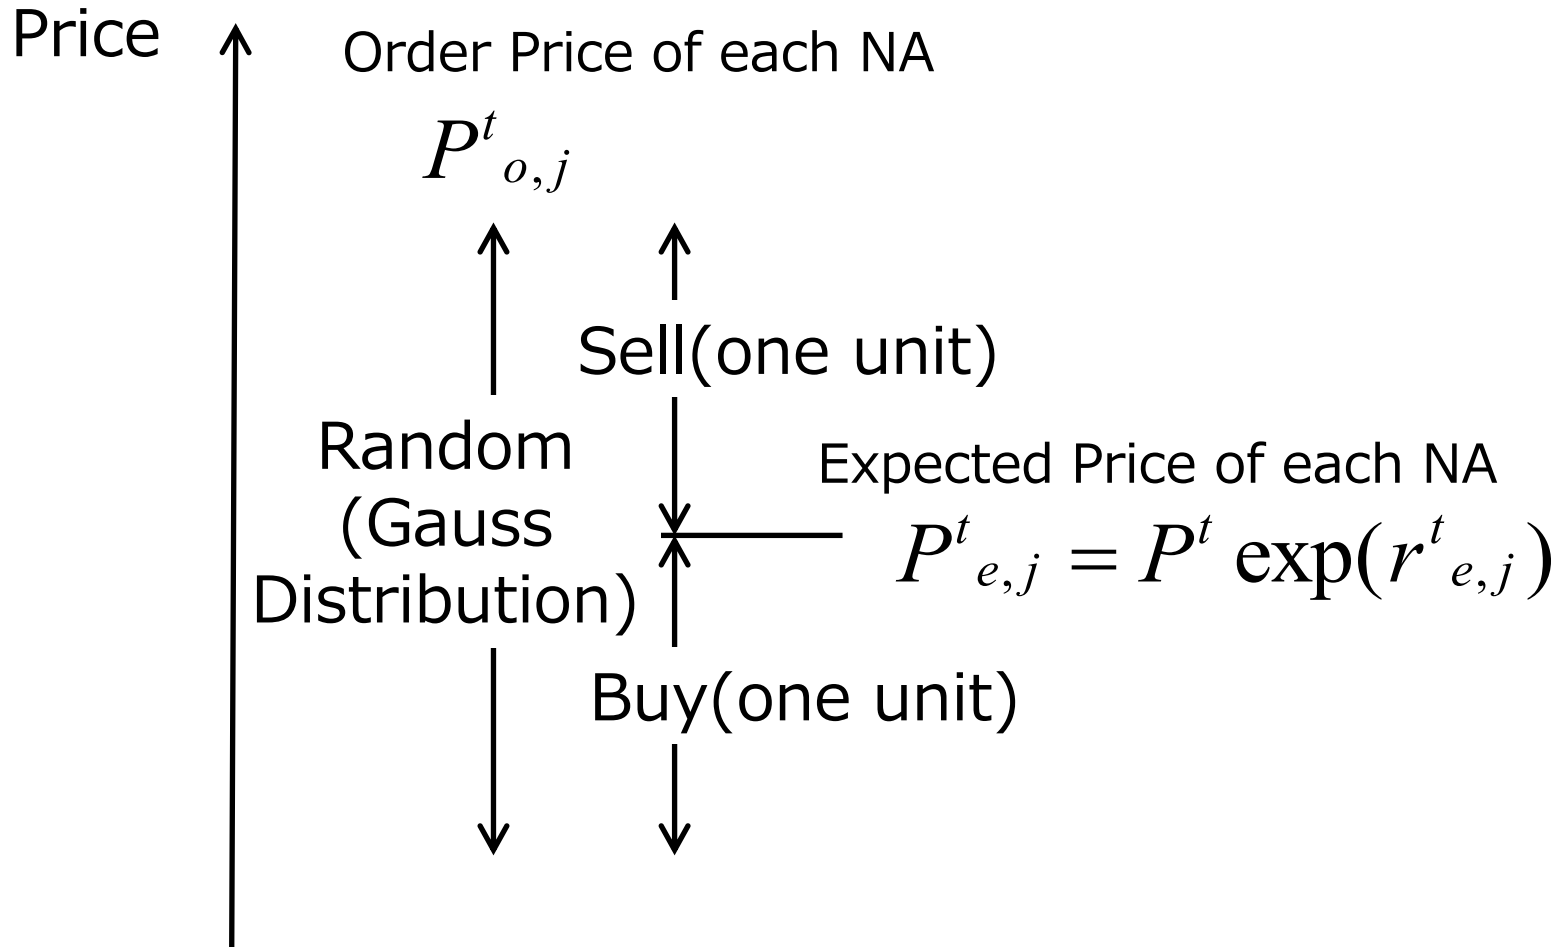 Price
Order Price of each NA
P^t_{o,j}
Sell(one unit)
Random
(Gauss
Distribution)
Expected Price of each NA
P^t_{e,j} = P^t exp(r^t_{e,j})
Buy(one unit)